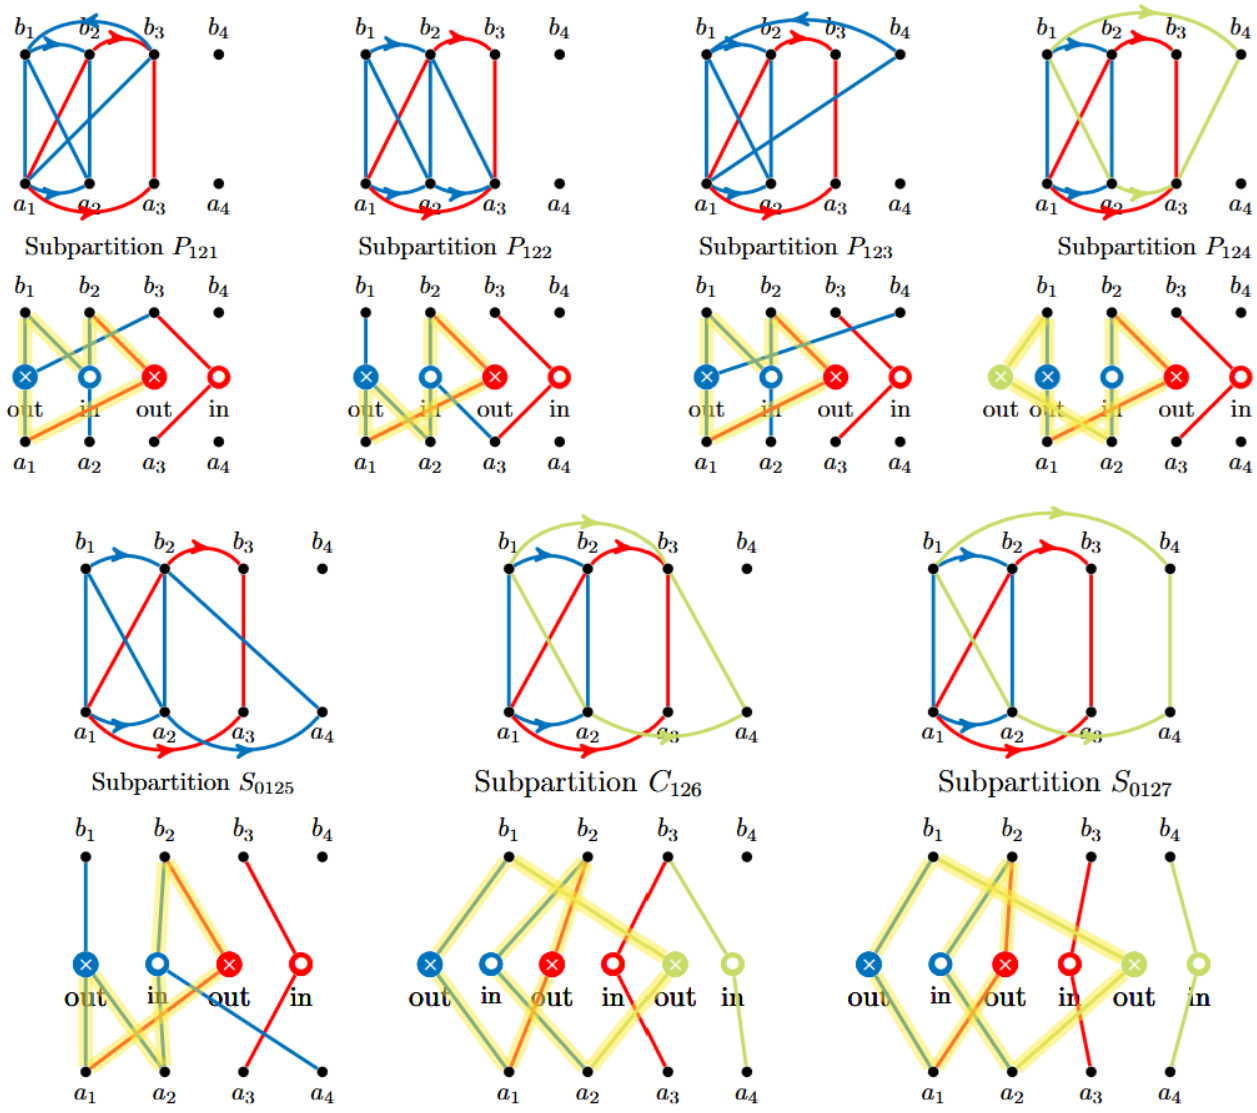 b₁ b₂ b₃ b₄ b₁ b₂ b₃ b₄ b₁ b₂ b₃ b₄ b₁ b₂ b₃ b₄
a₁ a₂ a₃ a₄ a₁ a₂ a₃ a₄ a₁ a₂ a₃ a₄ a₁ a₂ a₃ a₄
Subpartition P₁₂₁ Subpartition P₁₂₂ Subpartition P₁₂₃ Subpartition P₁₂₄
b₁ b₂ b₃ b₄ b₁ b₂ b₃ b₄ b₁ b₂ b₃ b₄ b₁ b₂ b₃ b₄
out in out in out in out in out in out in out out in out in
a₁ a₂ a₃ a₄ a₁ a₂ a₃ a₄ a₁ a₂ a₃ a₄ a₁ a₂ a₃ a₄
b₁ b₂ b₃ b₄ b₁ b₂ b₃ b₄ b₁ b₂ b₃ b₄
a₁ a₂ a₃ a₄ a₁ a₂ a₃ a₄ a₁ a₂ a₃ a₄
Subpartition S₀₁₂₅ Subpartition C₁₂₆ Subpartition S₀₁₂₇
b₁ b₂ b₃ b₄ b₁ b₂ b₃ b₄ b₁ b₂ b₃ b₄
out in out in out in out in out in out in out in out in
a₁ a₂ a₃ a₄ a₁ a₂ a₃ a₄ a₁ a₂ a₃ a₄